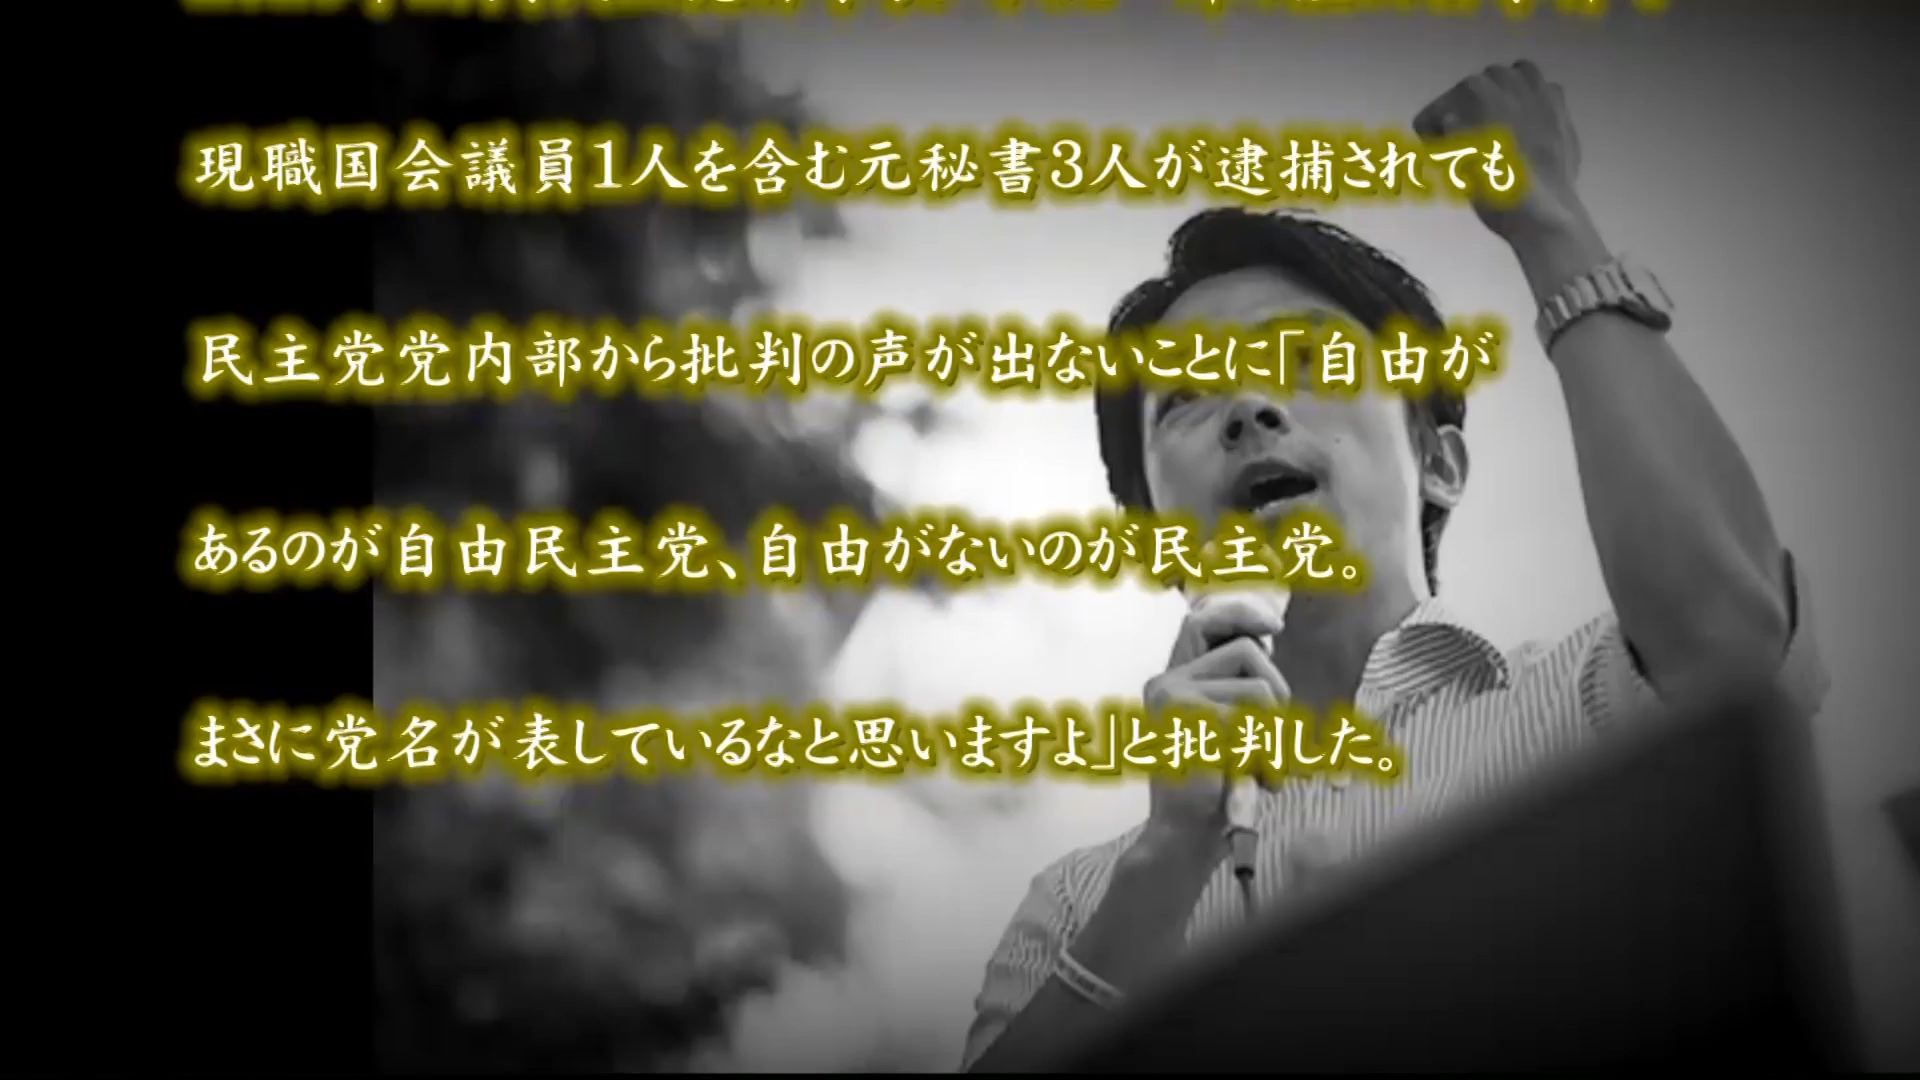 現職国会議員1人を含む元秘書3人が逮捕されても
民主党党内部から批判の声が出ないことに「自由が
あるのが自由民主党、自由がないのが民主党。
まさに党名が表しているなと思いますよ」と批判した。